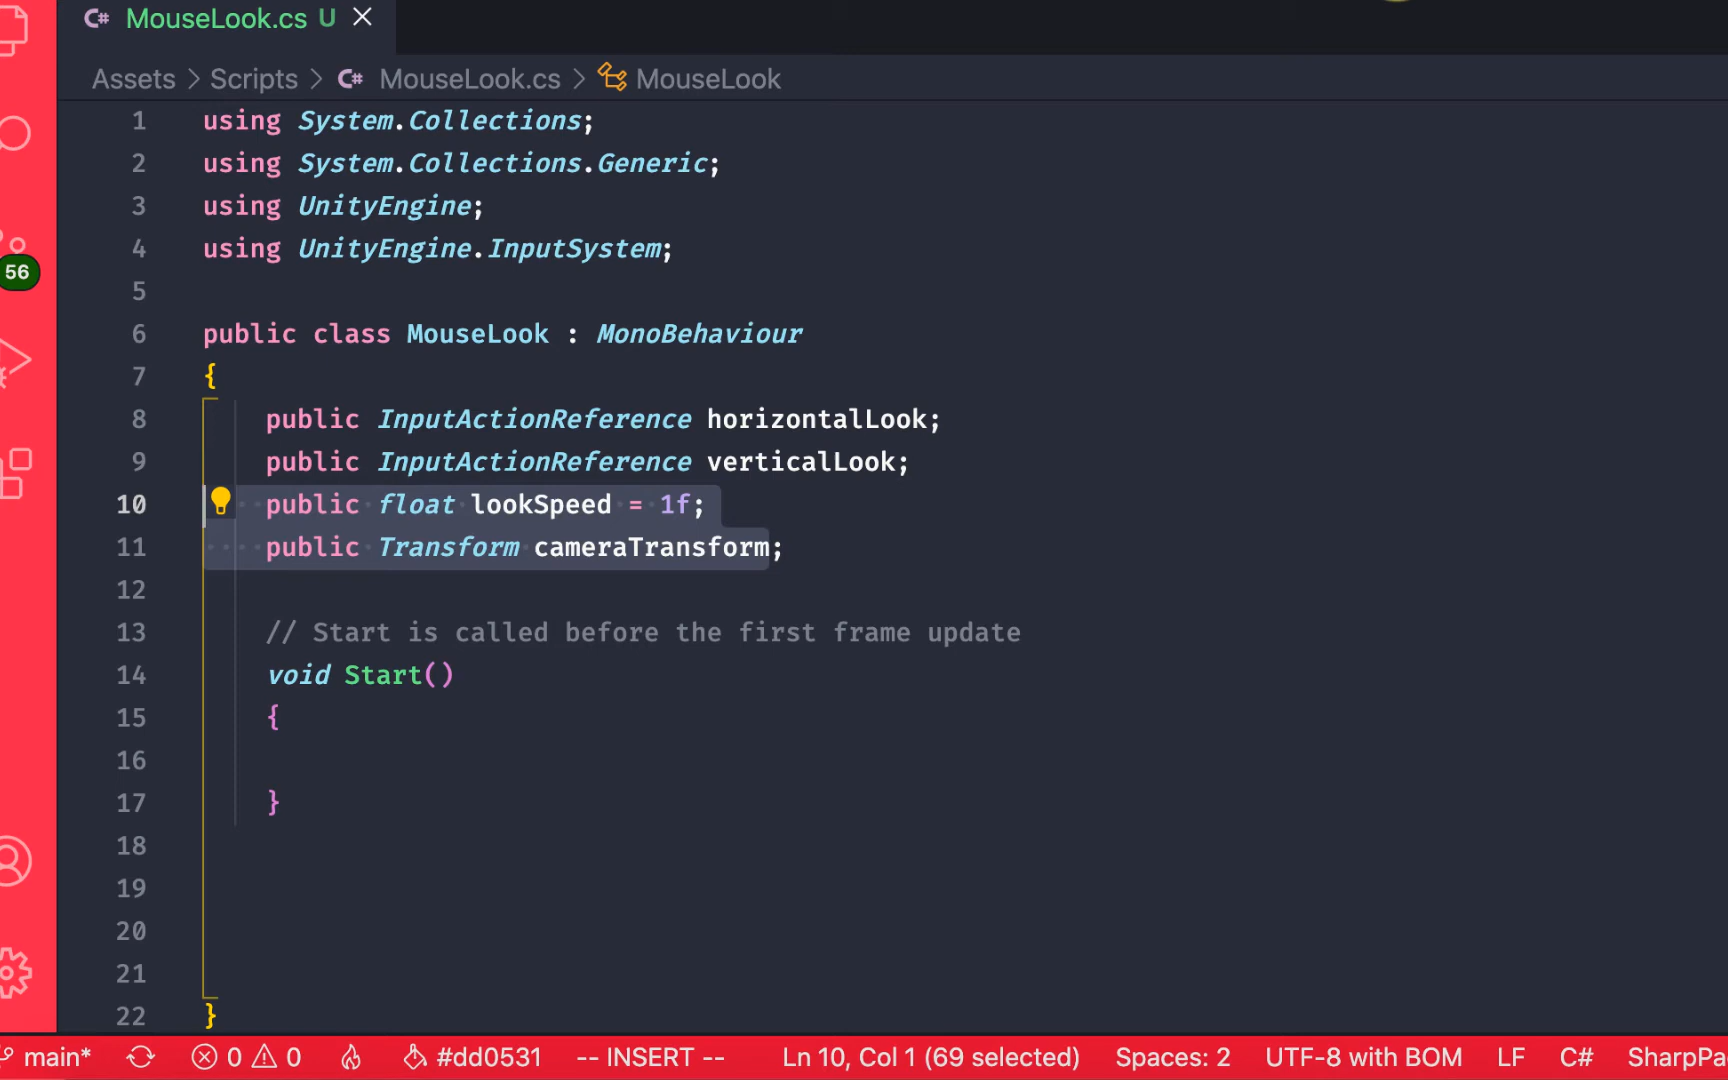 C# MouseLook.cs U
Assets > Scripts > C# MouseLook.cs > MouseLook
1 using System.Collections;
2 using System.Collections.Generic;
3 using UnityEngine;
4 using UnityEngine.InputSystem;
5
6 public class MouseLook : MonoBehaviour
7 {
8 public InputActionReference horizontalLook;
9 public InputActionReference verticalLook;
10 public float lookSpeed = 1f;
11 public Transform cameraTransform;
12
13 // Start is called before the first frame update
14 void Start()
15 {
16
17 }
18
19
20
21
22 }
56
main* 0 0 #dd0531 -- INSERT -- Ln 10, Col 1 (69 selected) Spaces: 2 UTF-8 with BOM LF C# SharpPa